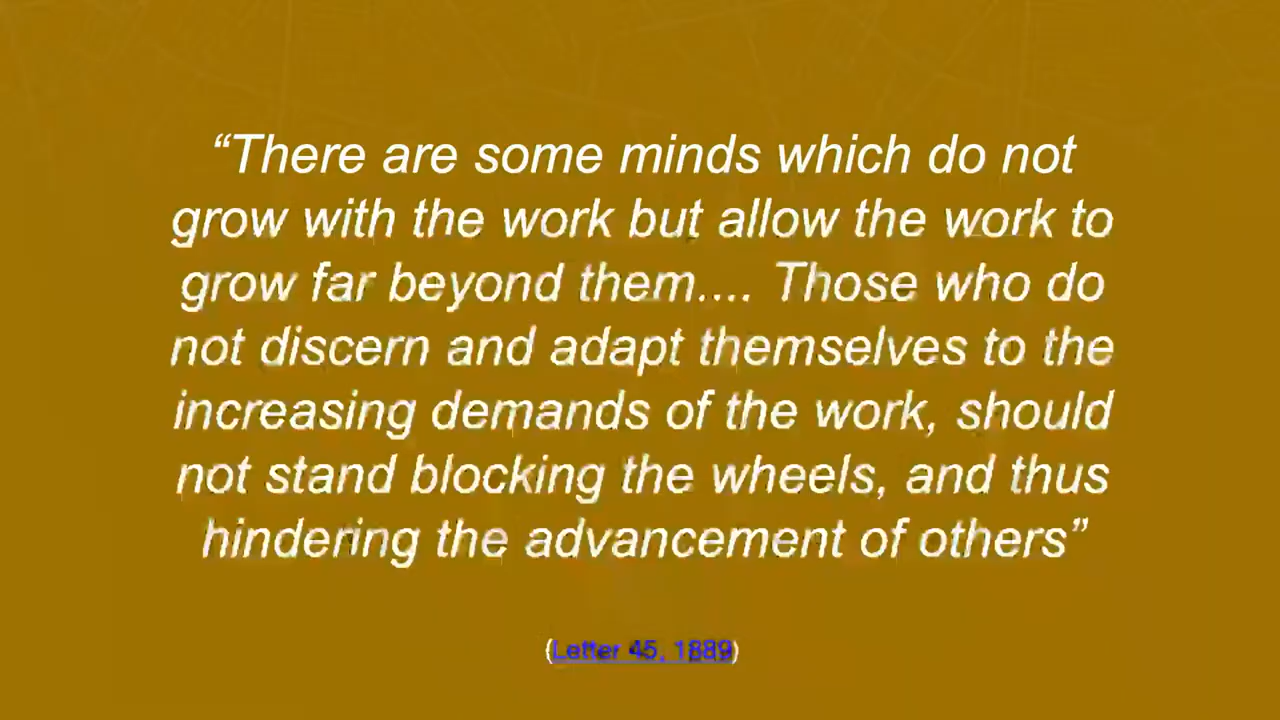 “There are some minds which do not
grow with the work but allow the work to
grow far beyond them.... Those who do
not discern and adapt themselves to the
increasing demands of the work, should
not stand blocking the wheels, and thus
hindering the advancement of others”
(Letter 45, 1889)